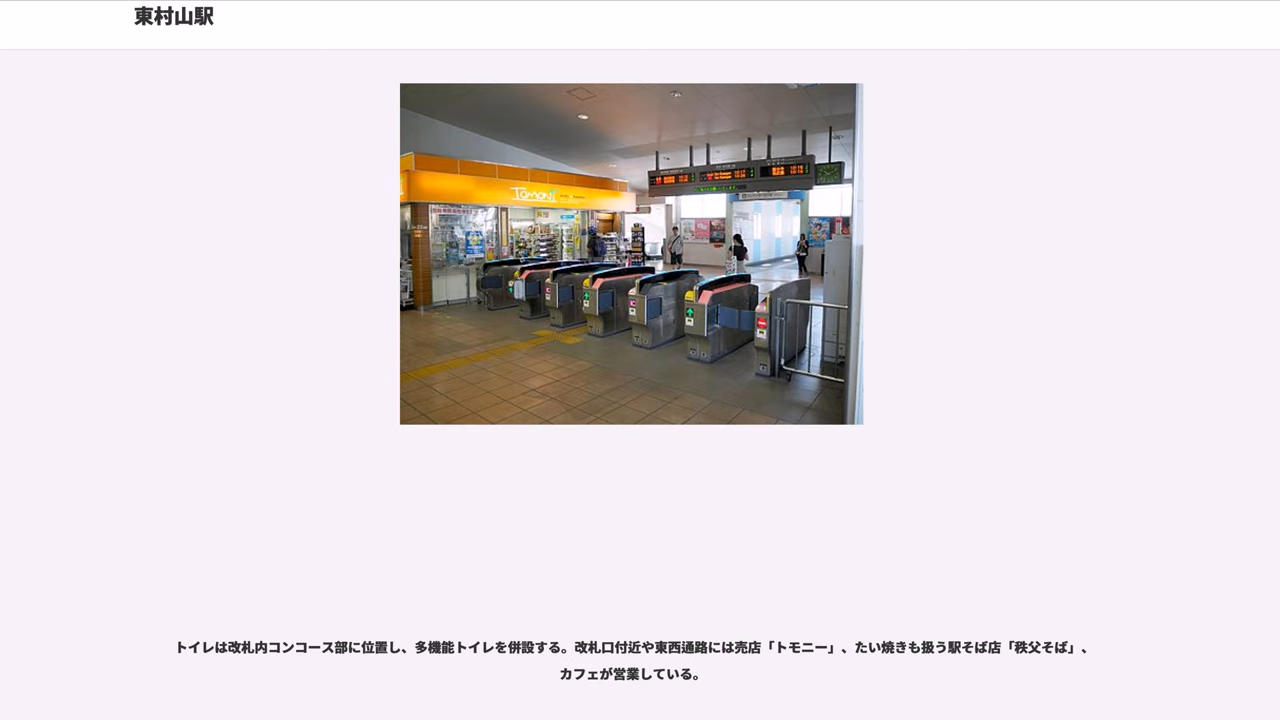 東村山駅
TOMONY
トイレは改札内コンコース部に位置し、多機能トイレを併設する。改札口付近や東西通路には売店「トモニー」、たい焼きも扱う駅そば店「秩父そば」、
カフェが営業している。